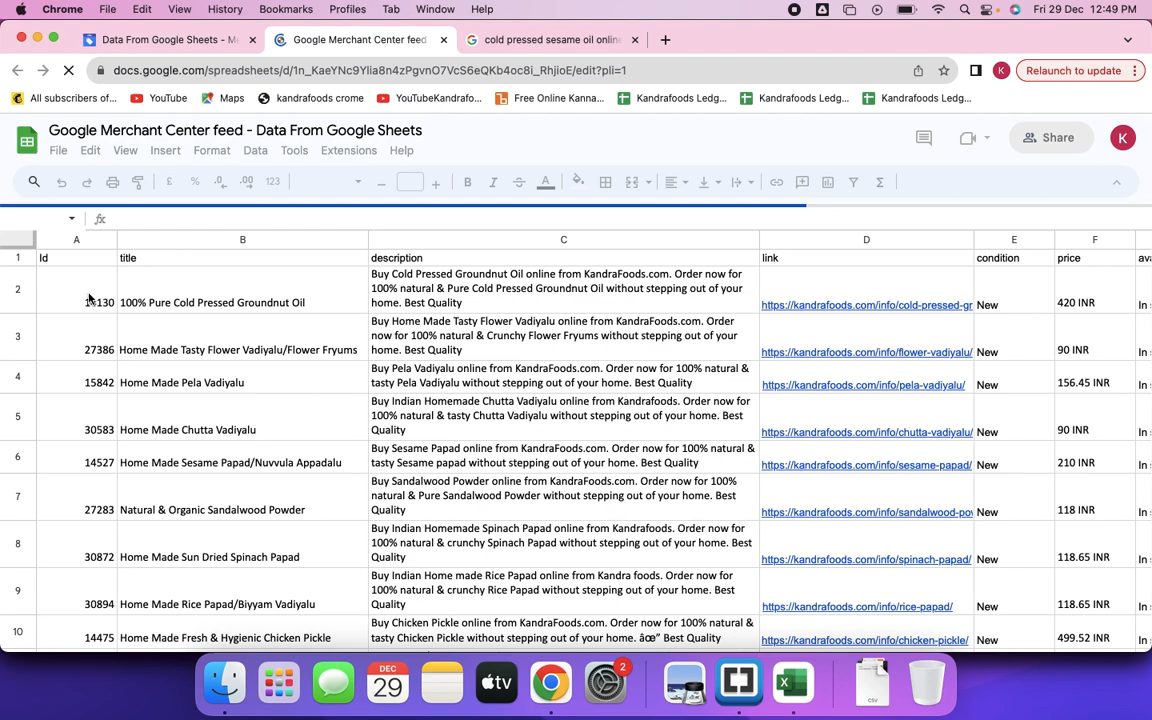 Chrome File Edit View History Bookmarks Profiles Tab Window Help Fri 29 Dec 12:49 PM
Data From Google Sheets - M Google Merchant Center feed cold pressed sesame oil onlin
docs.google.com/spreadsheets/d/1n_KaeYNc9Ylia8n4zPgvnO7VcS6eQKb4oc8i_RhjioE/edit?pli=1 K Relaunch to update
All subscribers of... YouTube Maps kandrafoods crome YouTubeKandrafo... Free Online Kanna... Kandrafoods Ledg... Kandrafoods Ledg... Kandrafoods Ledg...
Google Merchant Center feed - Data From Google Sheets
File Edit View Insert Format Data Tools Extensions Help
Share K
£ % .0 .00 123 B I A
fx
A B C D E F
1 Id title description link condition price ava
2 130 100% Pure Cold Pressed Groundnut Oil Buy Cold Pressed Groundnut Oil online from KandraFoods.com. Order now for
100% natural & Pure Cold Pressed Groundnut Oil without stepping out of your
home. Best Quality https://kandrafoods.com/info/cold-pressed-gr New 420 INR In
3 27386 Home Made Tasty Flower Vadiyalu/Flower Fryums Buy Home Made Tasty Flower Vadiyalu online from KandraFoods.com. Order
now for 100% natural & Crunchy Flower Fryums without stepping out of your
home. Best Quality https://kandrafoods.com/info/flower-vadiyalu/ New 90 INR In
4 15842 Home Made Pela Vadiyalu Buy Pela Vadiyalu online from KandraFoods.com. Order now for 100% natural &
tasty Pela Vadiyalu without stepping out of your home. Best Quality https://kandrafoods.com/info/pela-vadiyalu/ New 156.45 INR In
5 30583 Home Made Chutta Vadiyalu Buy Indian Homemade Chutta Vadiyalu online from Kandrafoods. Order now for
100% natural & tasty Chutta Vadiyalu without stepping out of your home. Best
Quality https://kandrafoods.com/info/chutta-vadiyalu/ New 90 INR In
6 14527 Home Made Sesame Papad/Nuvvula Appadalu Buy Sesame Papad online from KandraFoods.com. Order now for 100% natural &
tasty Sesame papad without stepping out of your home. Best Quality https://kandrafoods.com/info/sesame-papad/ New 210 INR In
7 27283 Natural & Organic Sandalwood Powder Buy Sandalwood Powder online from KandraFoods.com. Order now for 100%
natural & Pure Sandalwood Powder without stepping out of your home. Best
Quality https://kandrafoods.com/info/sandalwood-pov New 118 INR In
8 30872 Home Made Sun Dried Spinach Papad Buy Indian Homemade Spinach Papad online from Kandrafoods. Order now for
100% natural & crunchy Spinach Papad without stepping out of your home. Best
Quality https://kandrafoods.com/info/spinach-papad/ New 118.65 INR In
9 30894 Home Made Rice Papad/Biyyam Vadiyalu Buy Indian Home made Rice Papad online from Kandra foods. Order now for
100% natural & crunchy Rice Papad without stepping out of your home. Best
Quality https://kandrafoods.com/info/rice-papad/ New 118.65 INR In
10 14475 Home Made Fresh & Hygienic Chicken Pickle Buy Chicken Pickle online from KandraFoods.com. Order now for 100% natural &
tasty Chicken Pickle without stepping out of your home. âœ“ Best Quality https://kandrafoods.com/info/chicken-pickle/ New 499.52 INR In
DEC
29
tv
2
X
CSV